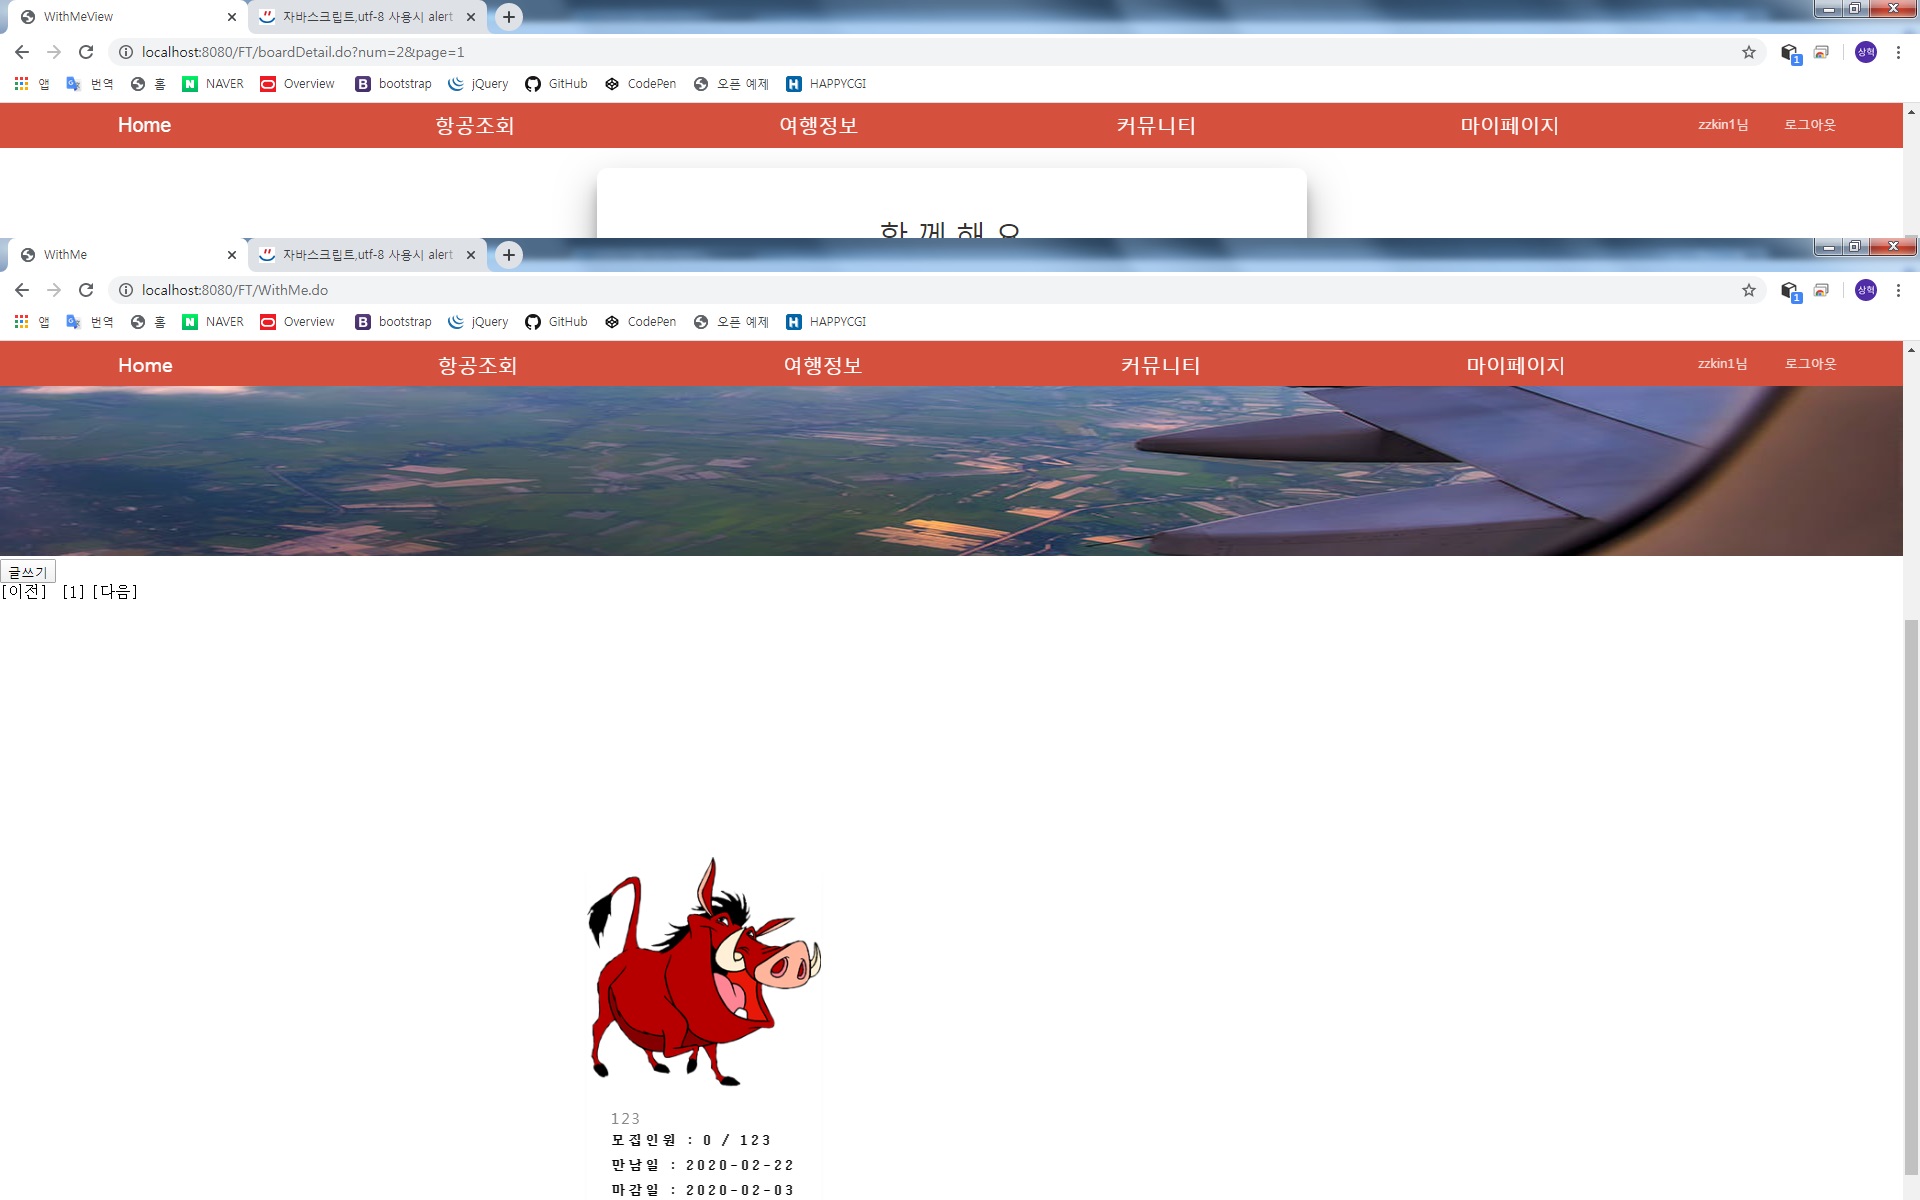 WithMeView
자바스크립트,utf-8 사용시 alert
localhost:8080/FT/boardDetail.do?num=2&page=1
1
상혁
앱 번역 홈 NAVER Overview bootstrap jQuery GitHub CodePen 오픈 예제 HAPPYCGI
Home 항공조회 여행정보 커뮤니티 마이페이지 zzkin1님 로그아웃
함께해요
WithMe
자바스크립트,utf-8 사용시 alert
localhost:8080/FT/WithMe.do
1
상혁
앱 번역 홈 NAVER Overview bootstrap jQuery GitHub CodePen 오픈 예제 HAPPYCGI
Home 항공조회 여행정보 커뮤니티 마이페이지 zzkin1님 로그아웃
글쓰기
[이전] [1] [다음]
123
모집인원 : 0 / 123
만남일 : 2020-02-22
마감일 : 2020-02-03